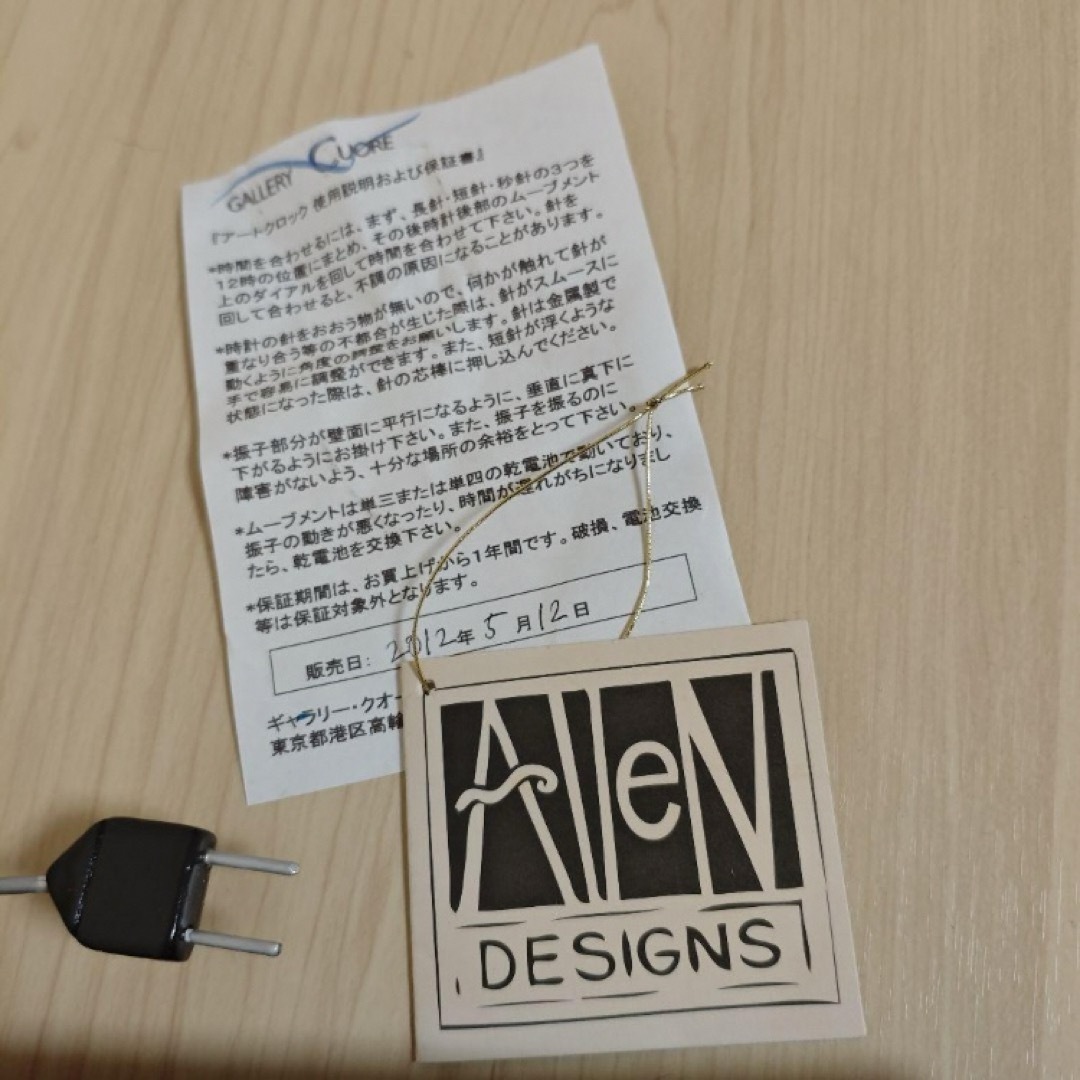 GALLERY CUORE
『アートクロック 使用説明および保証書』
*時間を合わせるには、まず、長針・短針・秒針の3つを
12時の位置にまとめ、その後時計後部のムーブメント
上のダイアルを回して時間を合わせて下さい。針を
回して合わせると、不調の原因になることがあります。
*時計の針をおおう物が無いので、何かが触れて針が
重なり合う等の不都合が生じた際は、針がスムースに
動くように角度の調整をお願いします。針は金属製で
手で容易に調整ができます。また、短針が浮くような
状態になった際は、針の芯棒に押し込んでください。
*振子部分が壁面に平行になるように、垂直に真下に
下がるようにお掛け下さい。また、振子を振るのに
障害がないよう、十分な場所の余裕をとって下さい。
*ムーブメントは単三または単四の乾電池で動いており、
振子の動きが悪くなったり、時間が遅れがちになりまし
たら、乾電池を交換下さい。
*保証期間は、お買上げから1年間です。破損、電池交換
等は保証対象外となります。
販売日: 2012年 5月12日
ギャラリー・クオー
東京都港区高輪
AlleN
DESIGNS